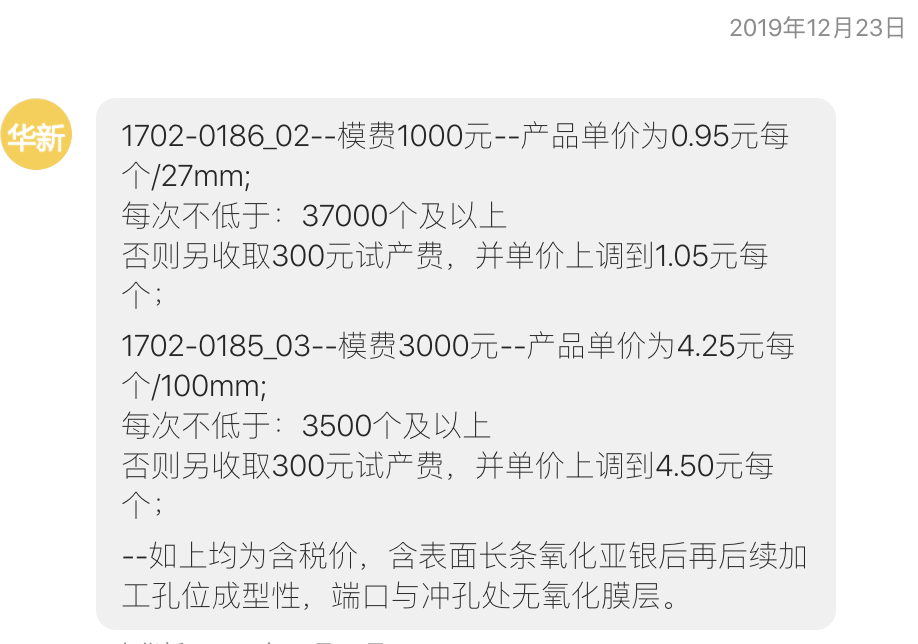 2019年12月23日
华新
1702-0186_02--模费1000元--产品单价为0.95元每
个/27mm;
每次不低于：37000个及以上
否则另收取300元试产费，并单价上调到1.05元每
个；
1702-0185_03--模费3000元--产品单价为4.25元每
个/100mm;
每次不低于：3500个及以上
否则另收取300元试产费，并单价上调到4.50元每
个；
--如上均为含税价，含表面长条氧化亚银后再后续加
工孔位成型性，端口与冲孔处无氧化膜层。